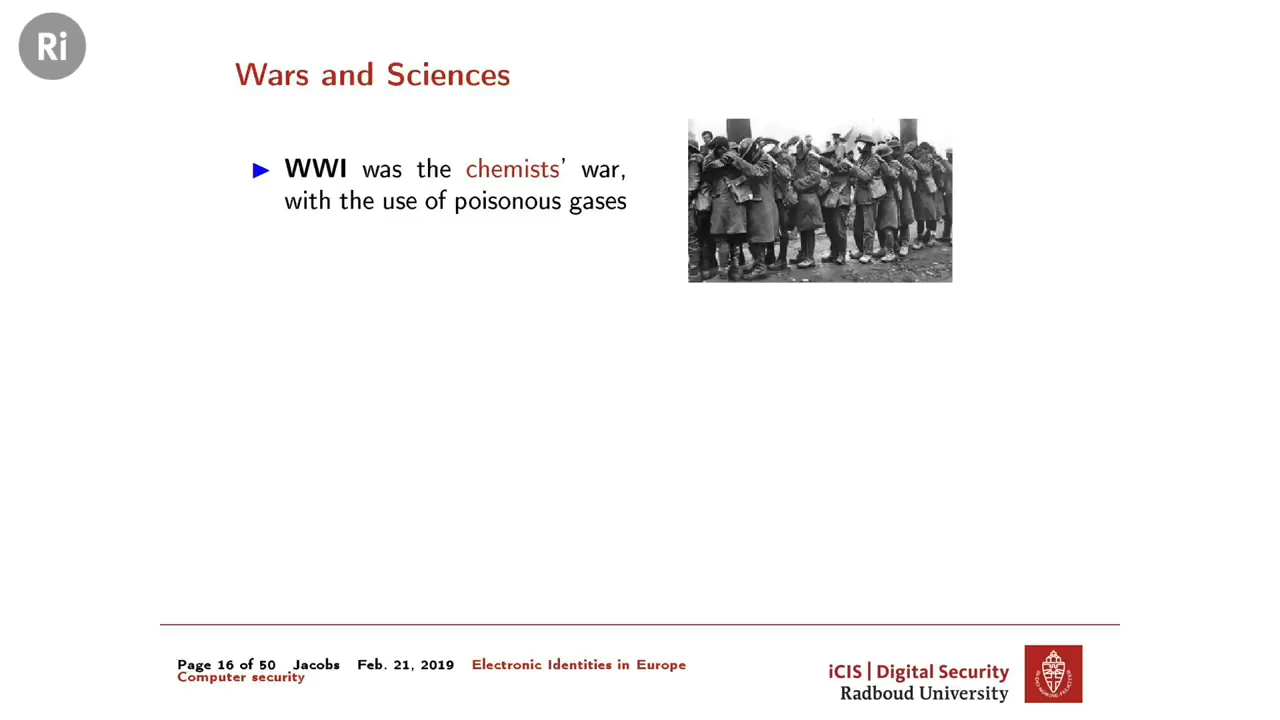 Ri
Wars and Sciences
WWI was the chemists' war,
with the use of poisonous gases
Page 16 of 50 Jacobs Feb. 21, 2019 Electronic Identities in Europe
Computer security
iCIS | Digital Security
Radboud University